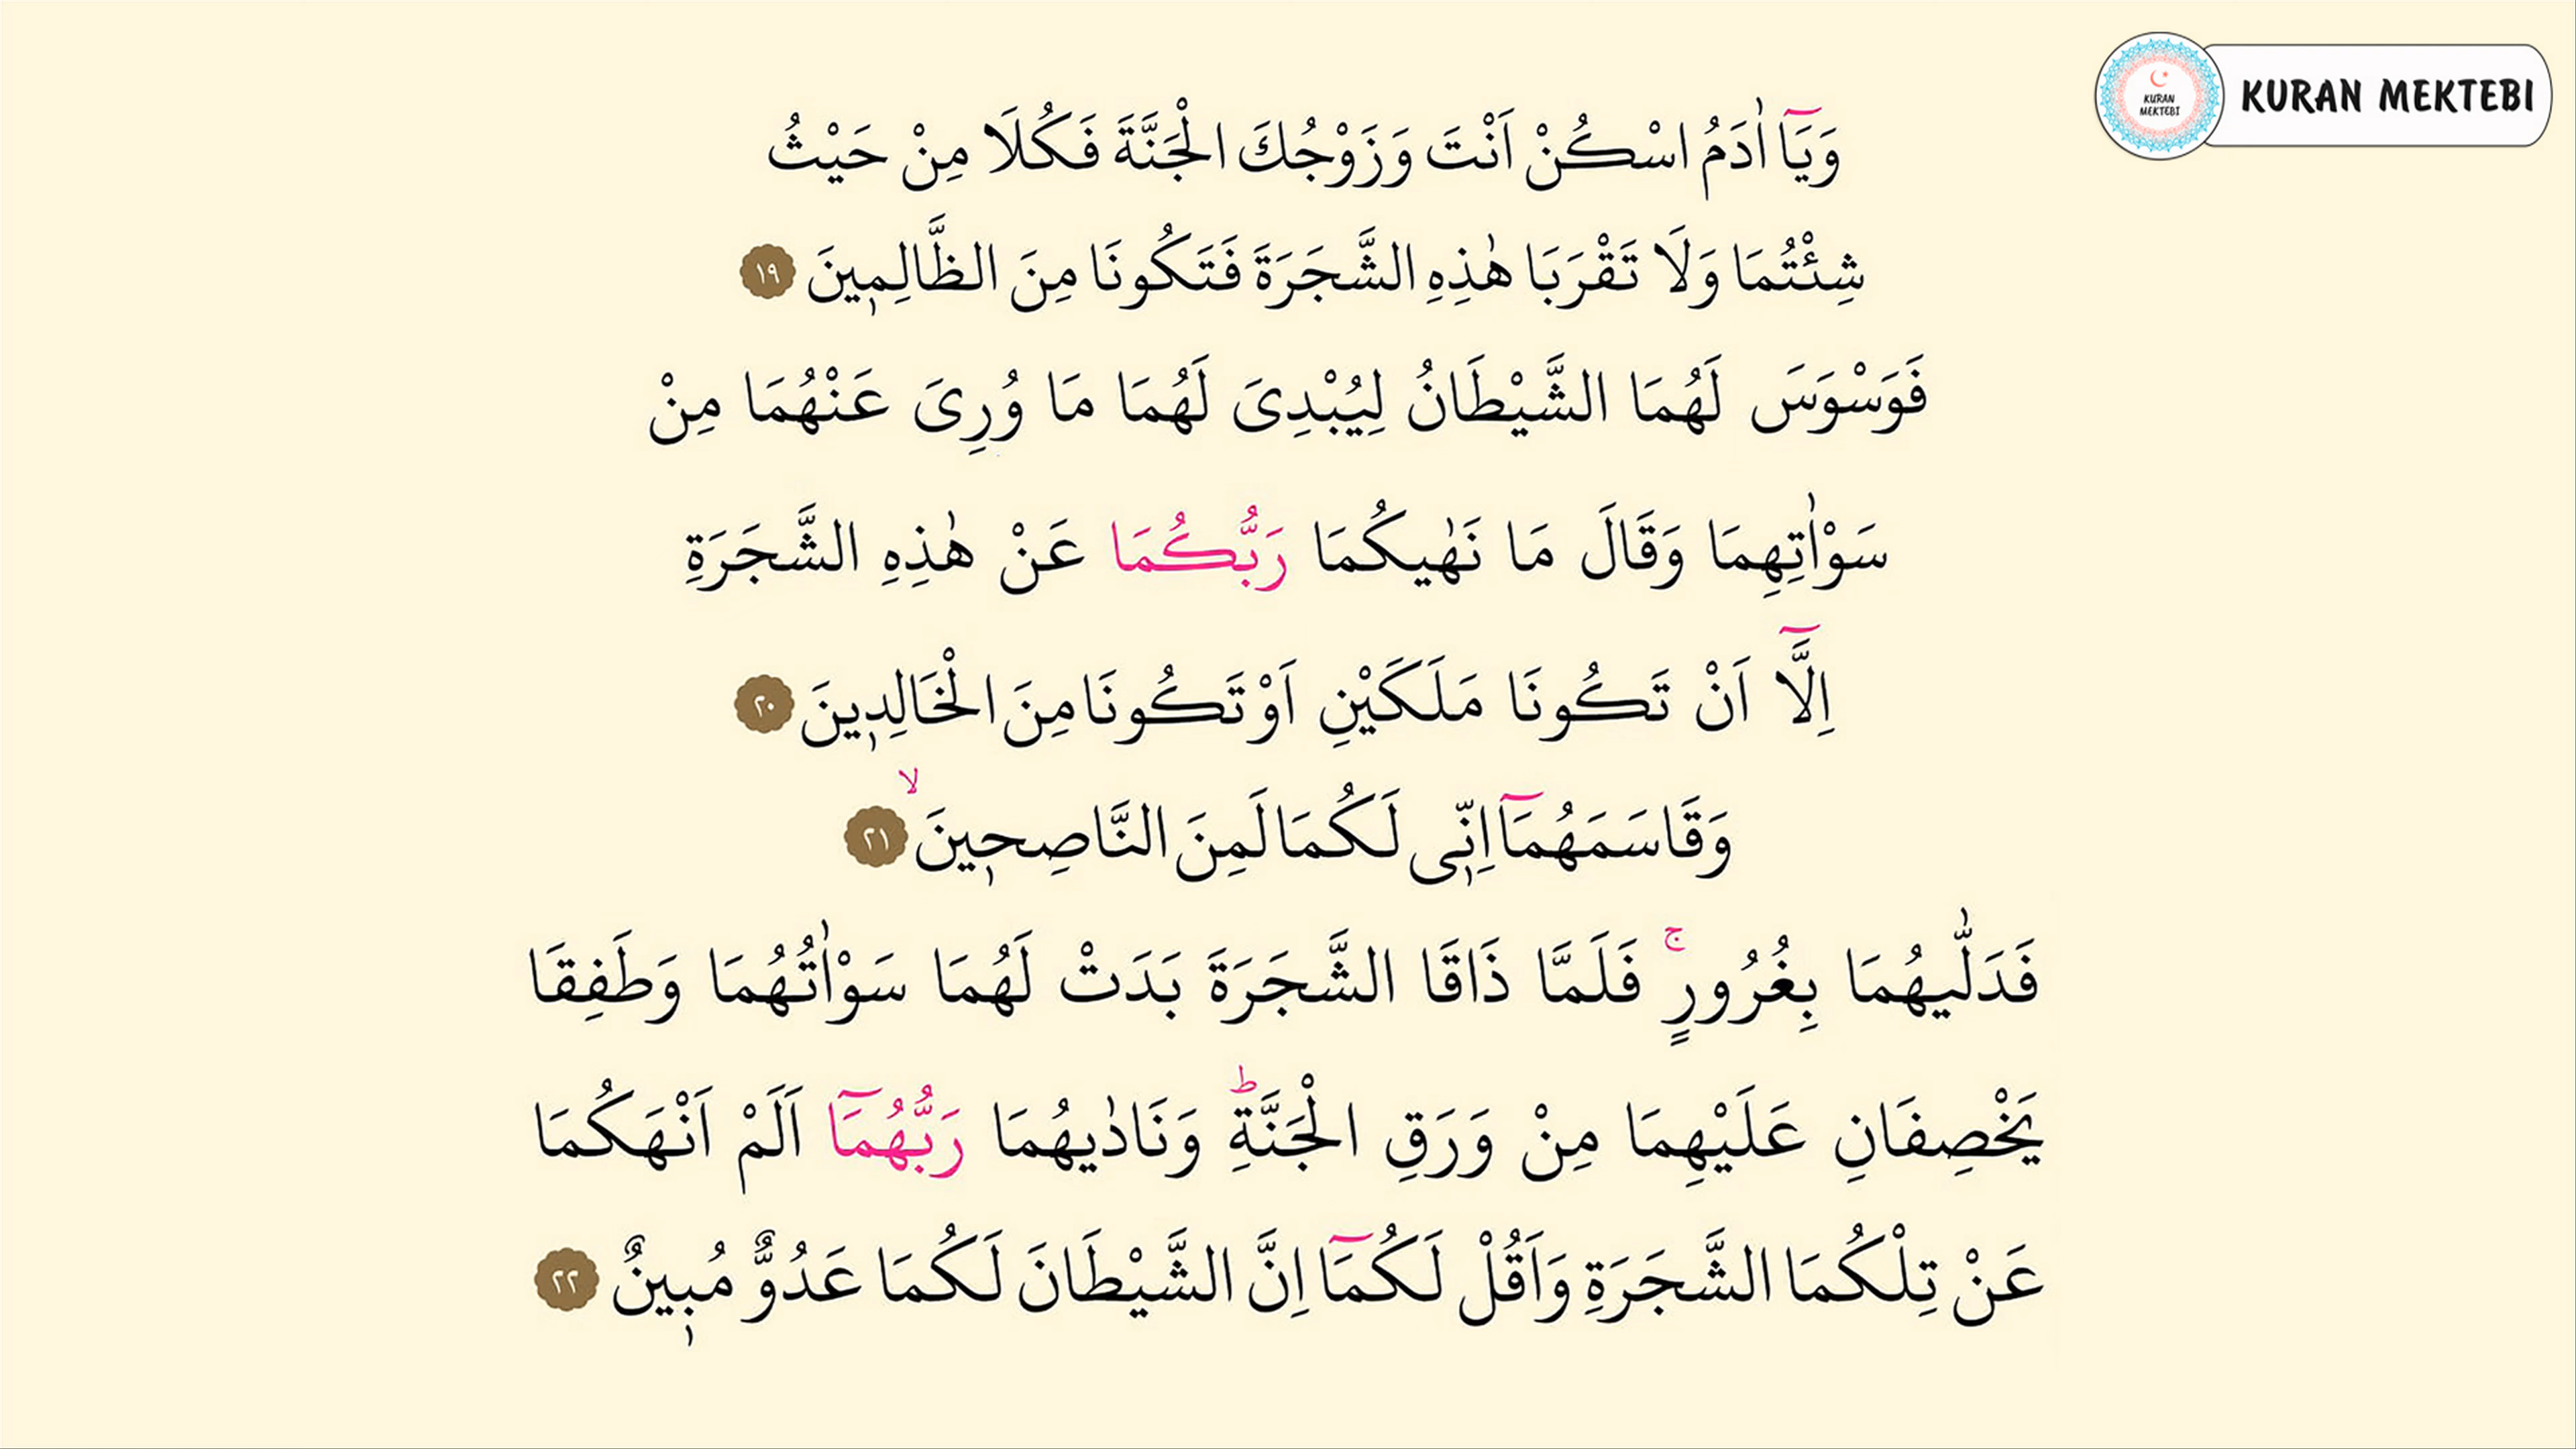 KURAN MEKTEBI
KURAN
MEKTEBI
وَيَٓا اٰدَمُ اسْكُنْ اَنْتَ وَزَوْجُكَ الْجَنَّةَ فَكُلَا مِنْ حَيْثُ
شِئْتُمَا وَلَا تَقْرَبَا هٰذِهِ الشَّجَرَةَ فَتَكُونَا مِنَ الظَّالِم۪ينَ ١٩
فَوَسْوَسَ لَهُمَا الشَّيْطَانُ لِيُبْدِىَ لَهُمَا مَا وُرِىَ عَنْهُمَا مِنْ
سَوْاٰتِهِمَا وَقَالَ مَا نَهٰيكُمَا رَبُّكُمَا عَنْ هٰذِهِ الشَّجَرَةِ
اِلَّٓا اَنْ تَكُونَا مَلَكَيْنِ اَوْ تَكُونَا مِنَ الْخَالِد۪ينَ ٢٠
وَقَاسَمَهُمَٓا اِنّ۪ى لَكُمَا لَمِنَ النَّاصِح۪ينَۙ ٢١
فَدَلّٰيهُمَا بِغُرُورٍۚ فَلَمَّا ذَاقَا الشَّجَرَةَ بَدَتْ لَهُمَا سَوْاٰتُهُمَا وَطَفِقَا
يَخْصِفَانِ عَلَيْهِمَا مِنْ وَرَقِ الْجَنَّةِۜ وَنَادٰيهُمَا رَبُّهُمَٓا اَلَمْ اَنْهَكُمَا
عَنْ تِلْكُمَا الشَّجَرَةِ وَاَقُلْ لَكُمَٓا اِنَّ الشَّيْطَانَ لَكُمَا عَدُوٌّ مُب۪ينٌ ٢٢